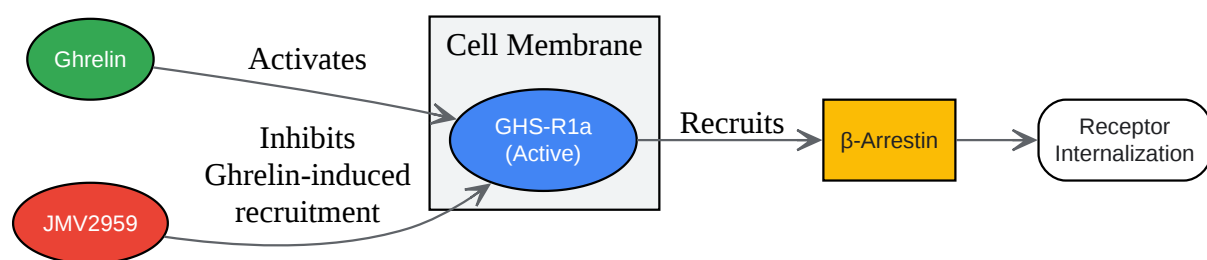 Ghrelin
Activates
Cell Membrane
GHS-R1a
(Active)
Recruits
β-Arrestin
Receptor
Internalization
Inhibits
Ghrelin-induced
recruitment
JMV2959